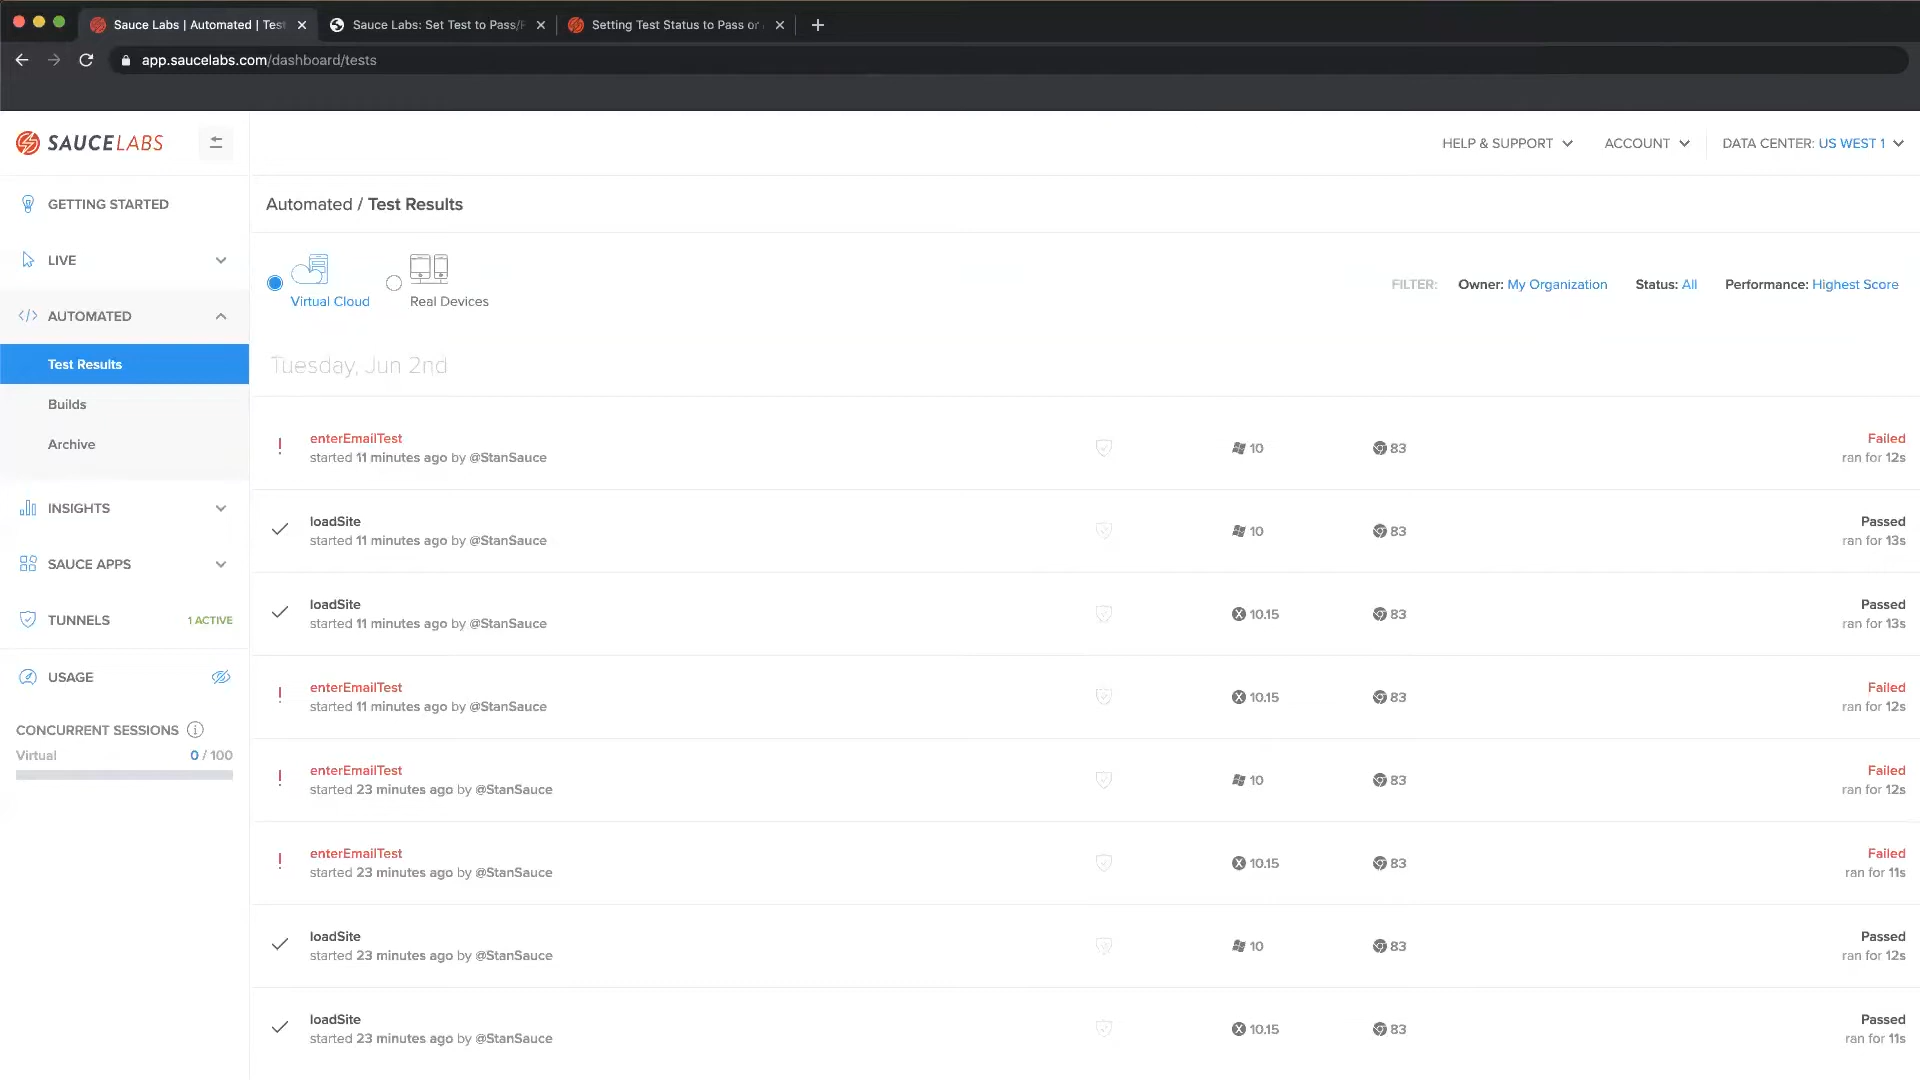 Sauce Labs | Automated | Test
Sauce Labs: Set Test to Pass/F
Setting Test Status to Pass or
app.saucelabs.com/dashboard/tests
SAUCELABS
HELP & SUPPORT
ACCOUNT
DATA CENTER: US WEST 1
GETTING STARTED
LIVE
AUTOMATED
Test Results
Builds
Archive
INSIGHTS
SAUCE APPS
TUNNELS
1 ACTIVE
USAGE
CONCURRENT SESSIONS
Virtual
0 / 100
Automated / Test Results
Virtual Cloud
Real Devices
FILTER:
Owner: My Organization
Status: All
Performance: Highest Score
Tuesday, Jun 2nd
enterEmailTest
started 11 minutes ago by @StanSauce
10
83
Failed
ran for 12s
loadSite
started 11 minutes ago by @StanSauce
10
83
Passed
ran for 13s
loadSite
started 11 minutes ago by @StanSauce
10.15
83
Passed
ran for 13s
enterEmailTest
started 11 minutes ago by @StanSauce
10.15
83
Failed
ran for 12s
enterEmailTest
started 23 minutes ago by @StanSauce
10
83
Failed
ran for 12s
enterEmailTest
started 23 minutes ago by @StanSauce
10.15
83
Failed
ran for 11s
loadSite
started 23 minutes ago by @StanSauce
10
83
Passed
ran for 12s
loadSite
started 23 minutes ago by @StanSauce
10.15
83
Passed
ran for 11s